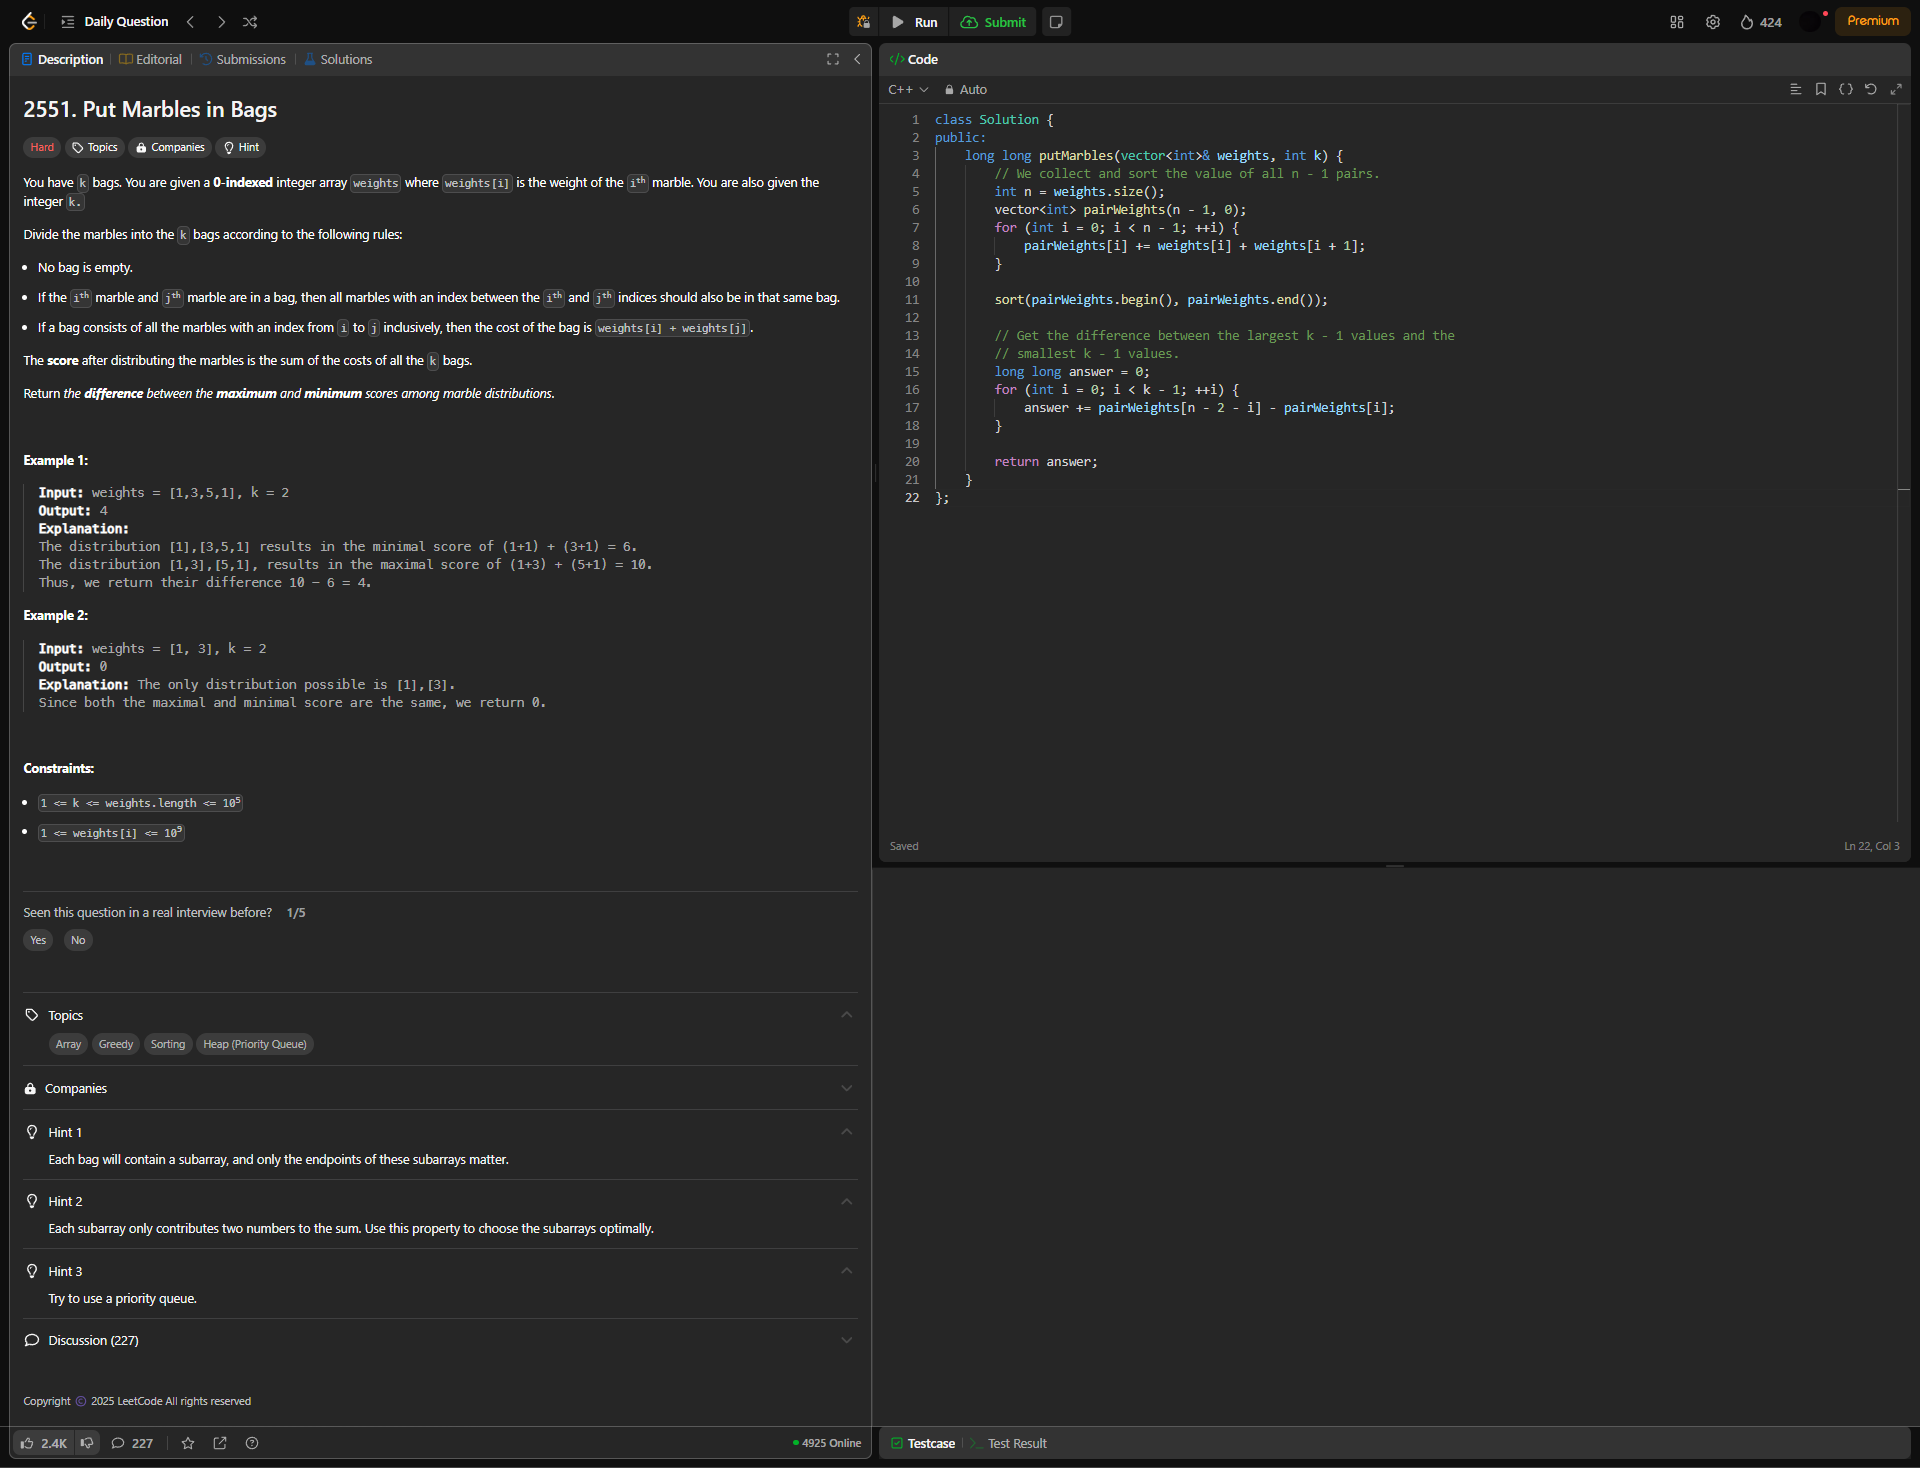 Daily Question
Run
Submit
424
Premium
Description
Editorial
Submissions
Solutions
2551. Put Marbles in Bags
Hard
Topics
Companies
Hint
You have k bags. You are given a 0-indexed integer array weights where weights[i] is the weight of the ith marble. You are also given the
integer k.
Divide the marbles into the k bags according to the following rules:
No bag is empty.
If the ith marble and jth marble are in a bag, then all marbles with an index between the ith and jth indices should also be in that same bag.
If a bag consists of all the marbles with an index from i to j inclusively, then the cost of the bag is weights[i] + weights[j].
The score after distributing the marbles is the sum of the costs of all the k bags.
Return the difference between the maximum and minimum scores among marble distributions.
Example 1:
Input: weights = [1,3,5,1], k = 2
Output: 4
Explanation:
The distribution [1],[3,5,1] results in the minimal score of (1+1) + (3+1) = 6.
The distribution [1,3],[5,1], results in the maximal score of (1+3) + (5+1) = 10.
Thus, we return their difference 10 - 6 = 4.
Example 2:
Input: weights = [1, 3], k = 2
Output: 0
Explanation: The only distribution possible is [1],[3].
Since both the maximal and minimal score are the same, we return 0.
Constraints:
1 <= k <= weights.length <= 10^5
1 <= weights[i] <= 10^9
Seen this question in a real interview before? 1/5
Yes
No
Topics
Array
Greedy
Sorting
Heap (Priority Queue)
Companies
Hint 1
Each bag will contain a subarray, and only the endpoints of these subarrays matter.
Hint 2
Each subarray only contributes two numbers to the sum. Use this property to choose the subarrays optimally.
Hint 3
Try to use a priority queue.
Discussion (227)
Copyright © 2025 LeetCode All rights reserved
2.4K
227
4925 Online
</> Code
C++
Auto
1 class Solution {
2 public:
3 long long putMarbles(vector<int>& weights, int k) {
4 // We collect and sort the value of all n - 1 pairs.
5 int n = weights.size();
6 vector<int> pairWeights(n - 1, 0);
7 for (int i = 0; i < n - 1; ++i) {
8 pairWeights[i] += weights[i] + weights[i + 1];
9 }
10
11 sort(pairWeights.begin(), pairWeights.end());
12
13 // Get the difference between the largest k - 1 values and the
14 // smallest k - 1 values.
15 long long answer = 0;
16 for (int i = 0; i < k - 1; ++i) {
17 answer += pairWeights[n - 2 - i] - pairWeights[i];
18 }
19
20 return answer;
21 }
22 };
Saved
Ln 22, Col 3
Testcase
Test Result